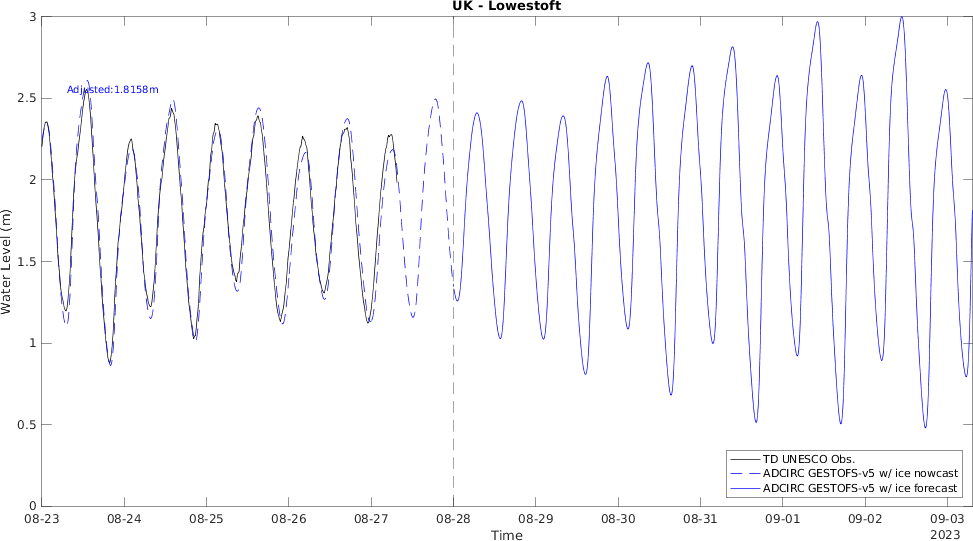 UK - Lowestoft
3
2.5
2
1.5
1
0.5
0
Water Level (m)
Adjusted:1.8158m
TD UNESCO Obs.
ADCIRC GESTOFS-v5 w/ ice nowcast
ADCIRC GESTOFS-v5 w/ ice forecast
08-23 08-24 08-25 08-26 08-27 08-28 08-29 08-30 08-31 09-01 09-02 09-03
2023
Time